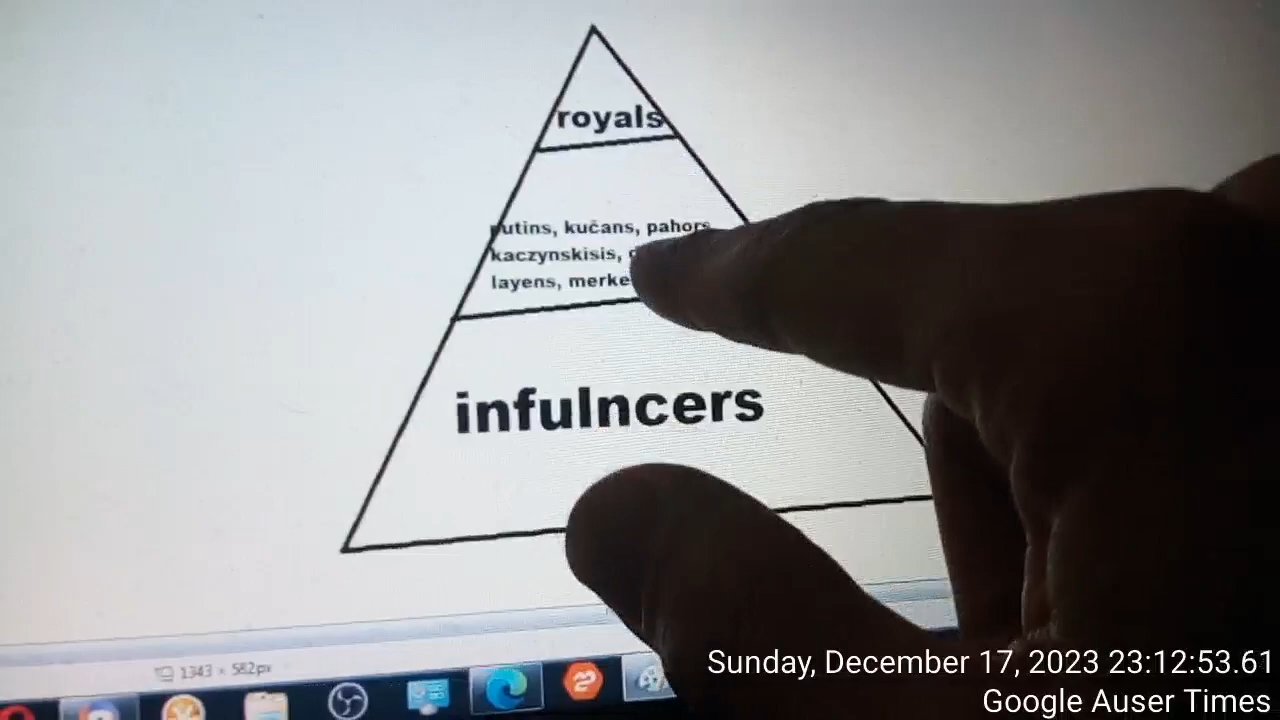 royals
putins, kučans, pahors
kaczynskisis,
layens, merke
infulncers
1343 × 582px
Sunday, December 17, 2023 23:12:53.61
Google Auser Times